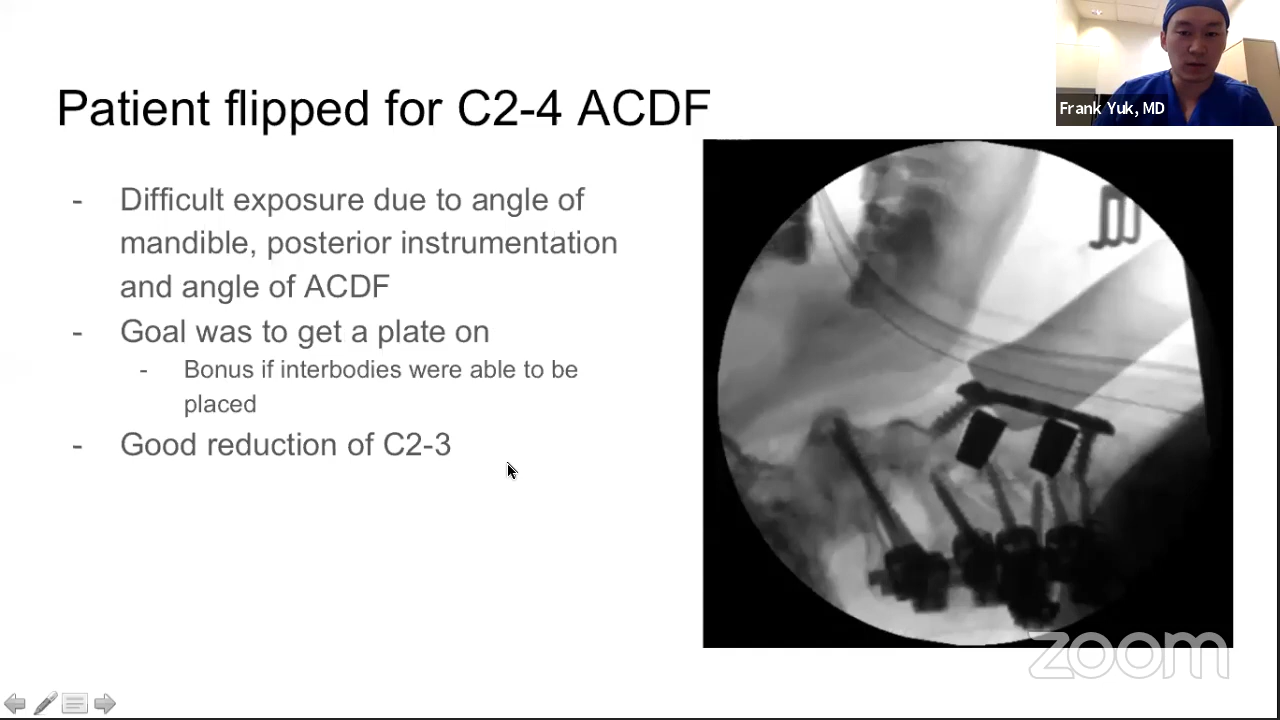 Patient flipped for C2-4 ACDF
Frank Yuk, MD
- Difficult exposure due to angle of
mandible, posterior instrumentation
and angle of ACDF
- Goal was to get a plate on
- Bonus if interbodies were able to be
placed
- Good reduction of C2-3
zoom